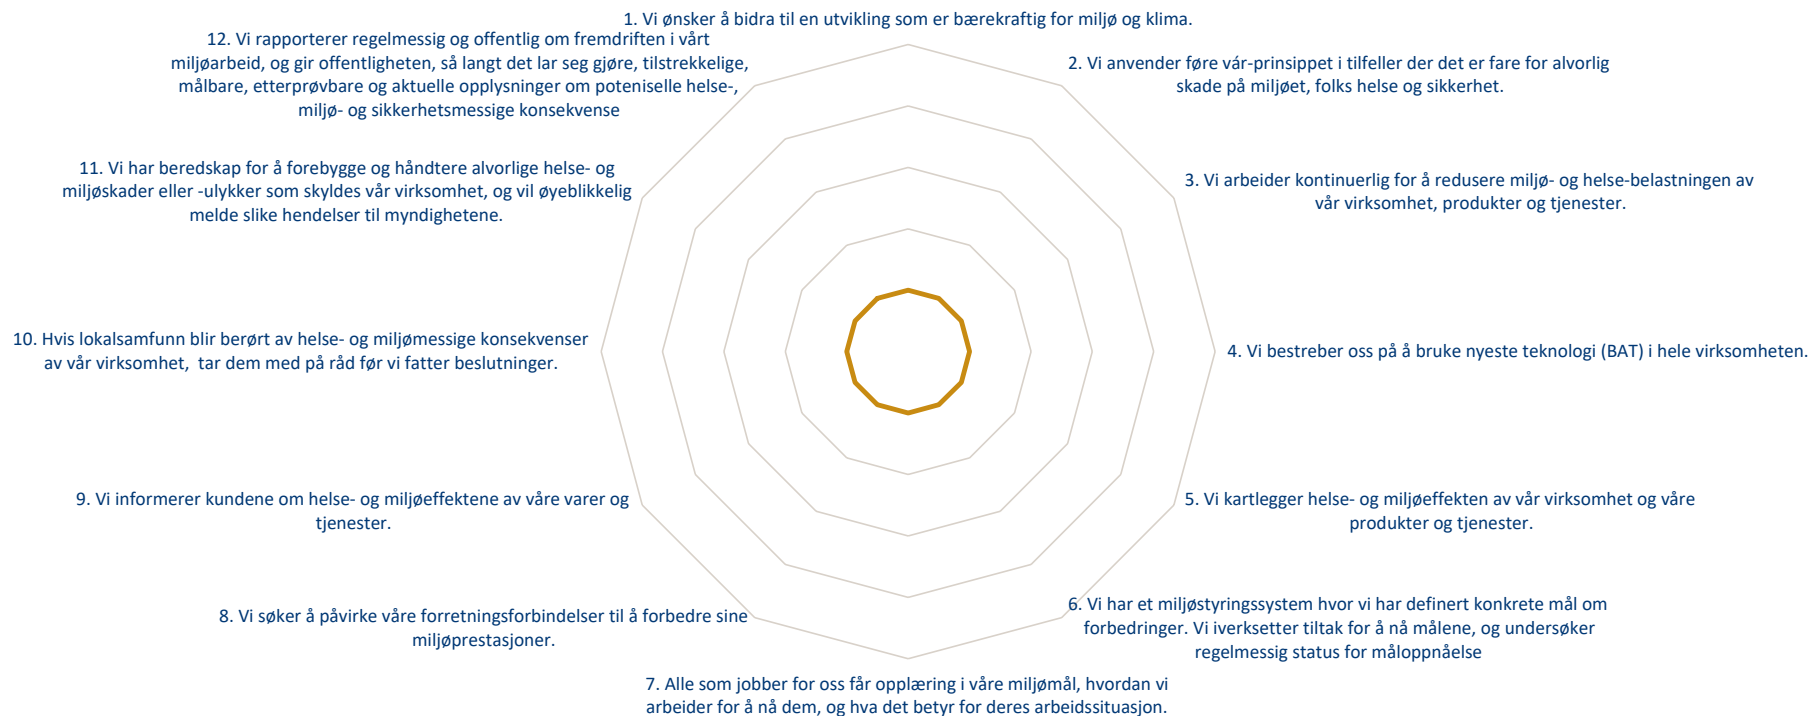 1. Vi ønsker å bidra til en utvikling som er bærekraftig for miljø og klima.
2. Vi anvender føre vár-prinsippet i tilfeller der det er fare for alvorlig
skade på miljøet, folks helse og sikkerhet.
3. Vi arbeider kontinuerlig for å redusere miljø- og helse-belastningen av
vår virksomhet, produkter og tjenester.
4. Vi bestreber oss på å bruke nyeste teknologi (BAT) i hele virksomheten.
5. Vi kartlegger helse- og miljøeffekten av vår virksomhet og våre
produkter og tjenester.
6. Vi har et miljøstyringssystem hvor vi har definert konkrete mål om
forbedringer. Vi iverksetter tiltak for å nå målene, og undersøker
regelmessig status for måloppnåelse
7. Alle som jobber for oss får opplæring i våre miljømål, hvordan vi
arbeider for å nå dem, og hva det betyr for deres arbeidssituasjon.
8. Vi søker å påvirke våre forretningsforbindelser til å forbedre sine
miljøprestasjoner.
9. Vi informerer kundene om helse- og miljøeffektene av våre varer og
tjenester.
10. Hvis lokalsamfunn blir berørt av helse- og miljømessige konsekvenser
av vår virksomhet,  tar dem med på råd før vi fatter beslutninger.
11. Vi har beredskap for å forebygge og håndtere alvorlige helse- og
miljøskader eller -ulykker som skyldes vår virksomhet, og vil øyeblikkelig
melde slike hendelser til myndighetene.
12. Vi rapporterer regelmessig og offentlig om fremdriften i vårt
miljøarbeid, og gir offentligheten, så langt det lar seg gjøre, tilstrekkelige,
målbare, etterprøvbare og aktuelle opplysninger om poteniselle helse-,
miljø- og sikkerhetsmessige konsekvense